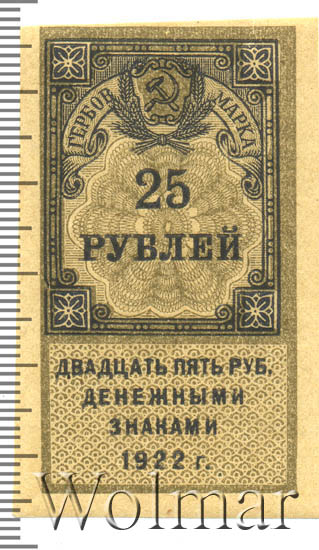 ГЕРБОВ. МАРКА
25
РУБЛЕЙ
ДВАДЦАТЬ ПЯТЬ РУБ.
ДЕНЕЖНЫМИ
ЗНАКАМИ
1922 г.
Wolmar